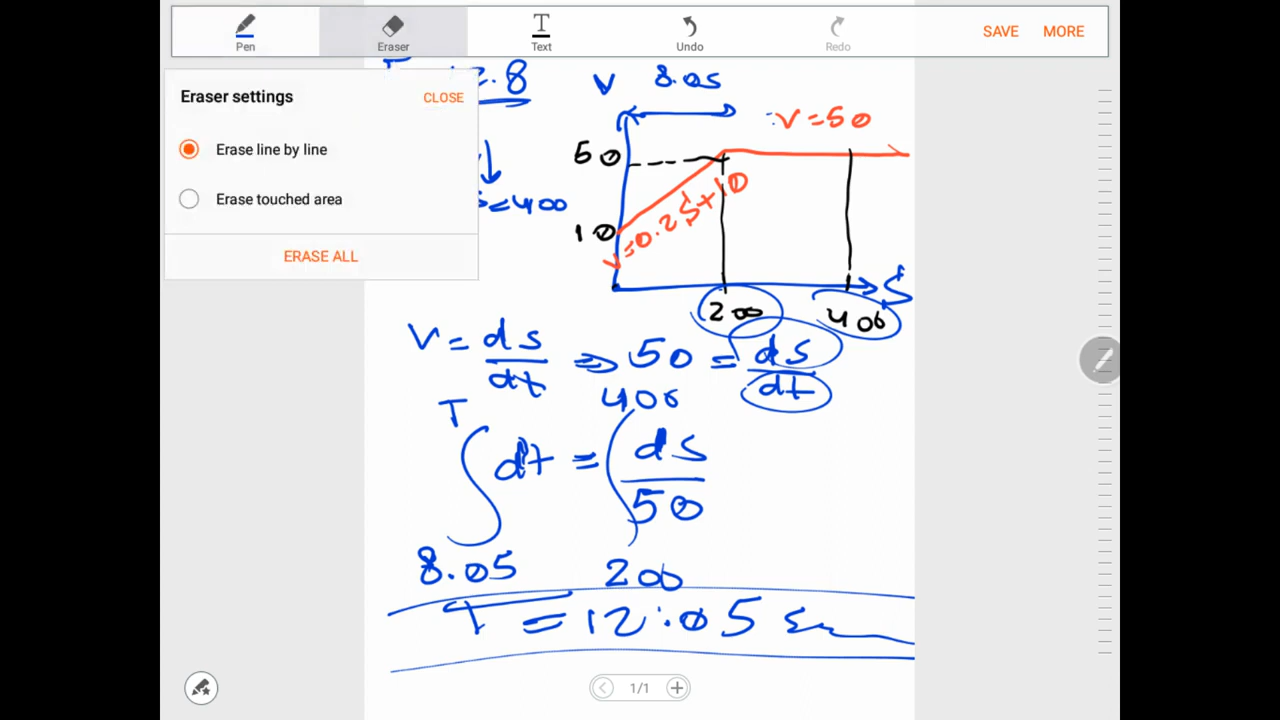 Pen Eraser Text Undo Redo SAVE MORE
Eraser settings CLOSE
Erase line by line
Erase touched area
ERASE ALL
.8
V 8.05
V=50
50
V=0.2S+10
S=400
10
S
200 400
V = ds/dt => 50 = ds/dt
T 400
∫ dt = ∫ ds/50
8.05 200
T = 12.05
1/1